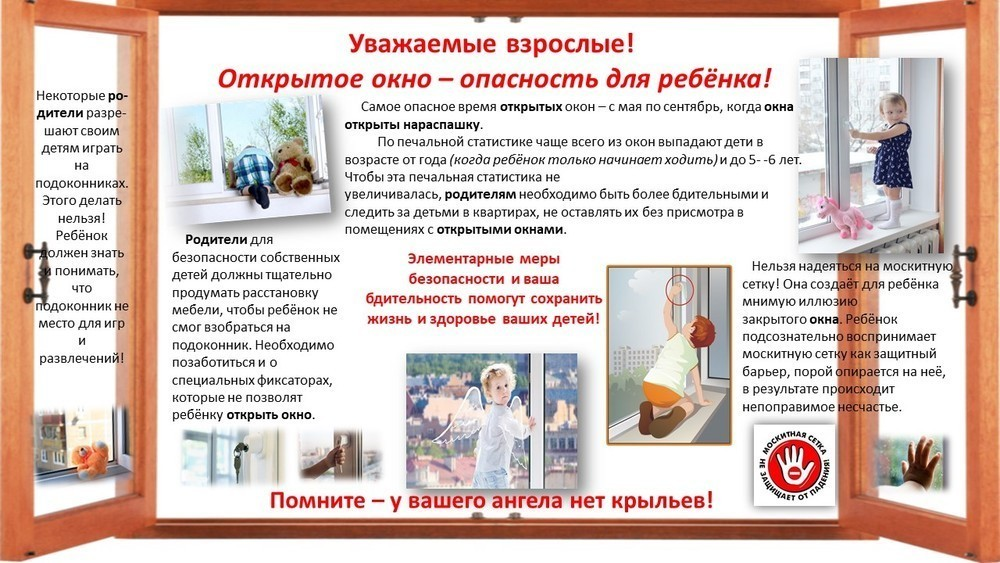 Уважаемые взрослые!
Открытое окно – опасность для ребёнка!
Некоторые ро-
дители разре-
шают своим
детям играть
на
подоконниках.
Этого делать
нельзя!
Ребёнок
должен знать
и понимать,
что
подоконник не
место для игр
и
развлечений!
Самое опасное время открытых окон – с мая по сентябрь, когда окна
открыты нараспашку.
По печальной статистике чаще всего из окон выпадают дети в
возрасте от года (когда ребёнок только начинает ходить) и до 5- -6 лет.
Чтобы эта печальная статистика не
увеличивалась, родителям необходимо быть более бдительными и
следить за детьми в квартирах, не оставлять их без присмотра в
помещениях с открытыми окнами.
Родители для
безопасности собственных
детей должны тщательно
продумать расстановку
мебели, чтобы ребёнок не
смог взобраться на
подоконник. Необходимо
позаботиться и о
специальных фиксаторах,
которые не позволят
ребёнку открыть окно.
Элементарные меры
безопасности и ваша
бдительность помогут сохранить
жизнь и здоровье ваших детей!
Нельзя надеяться на москитную
сетку! Она создаёт для ребёнка
мнимую иллюзию
закрытого окна. Ребёнок
подсознательно воспринимает
москитную сетку как защитный
барьер, порой опирается на неё,
в результате происходит
непоправимое несчастье.
МОСКИТНАЯ СЕТКА
НЕ ЗАЩИЩАЕТ ОТ ПАДЕНИЯ!
Помните – у вашего ангела нет крыльев!